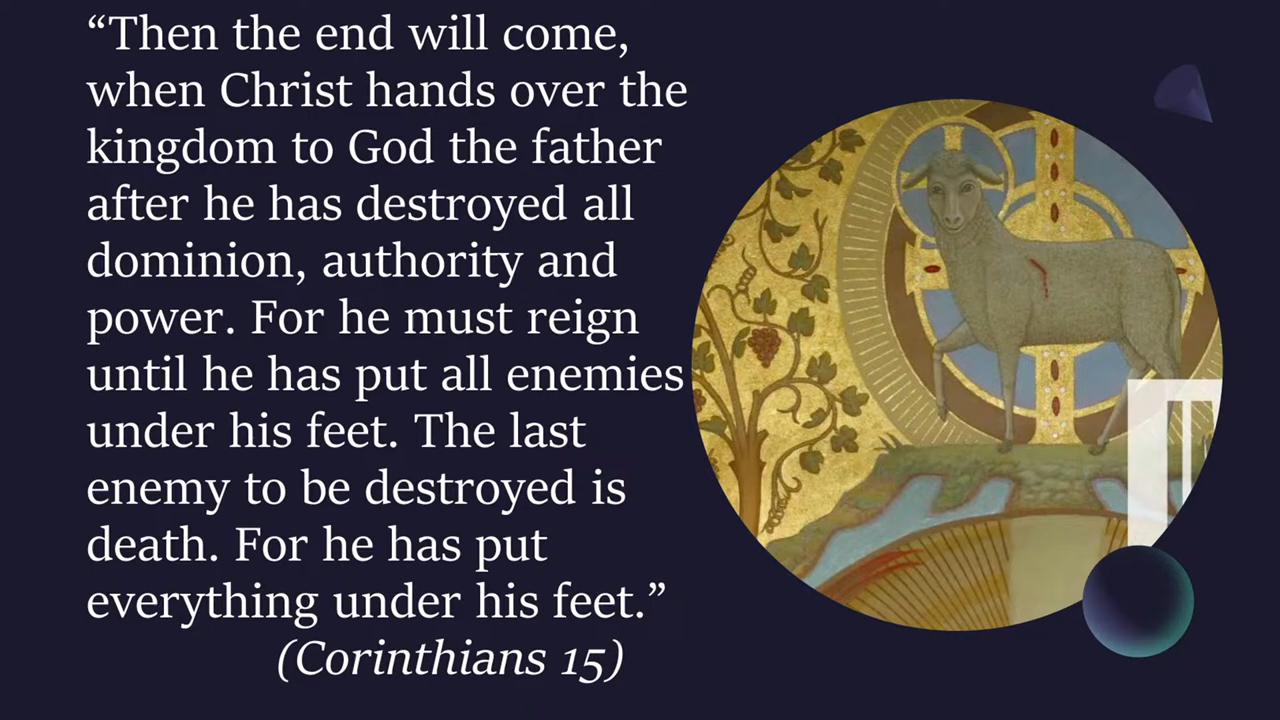 “Then the end will come,
when Christ hands over the
kingdom to God the father
after he has destroyed all
dominion, authority and
power. For he must reign
until he has put all enemies
under his feet. The last
enemy to be destroyed is
death. For he has put
everything under his feet.”
(Corinthians 15)